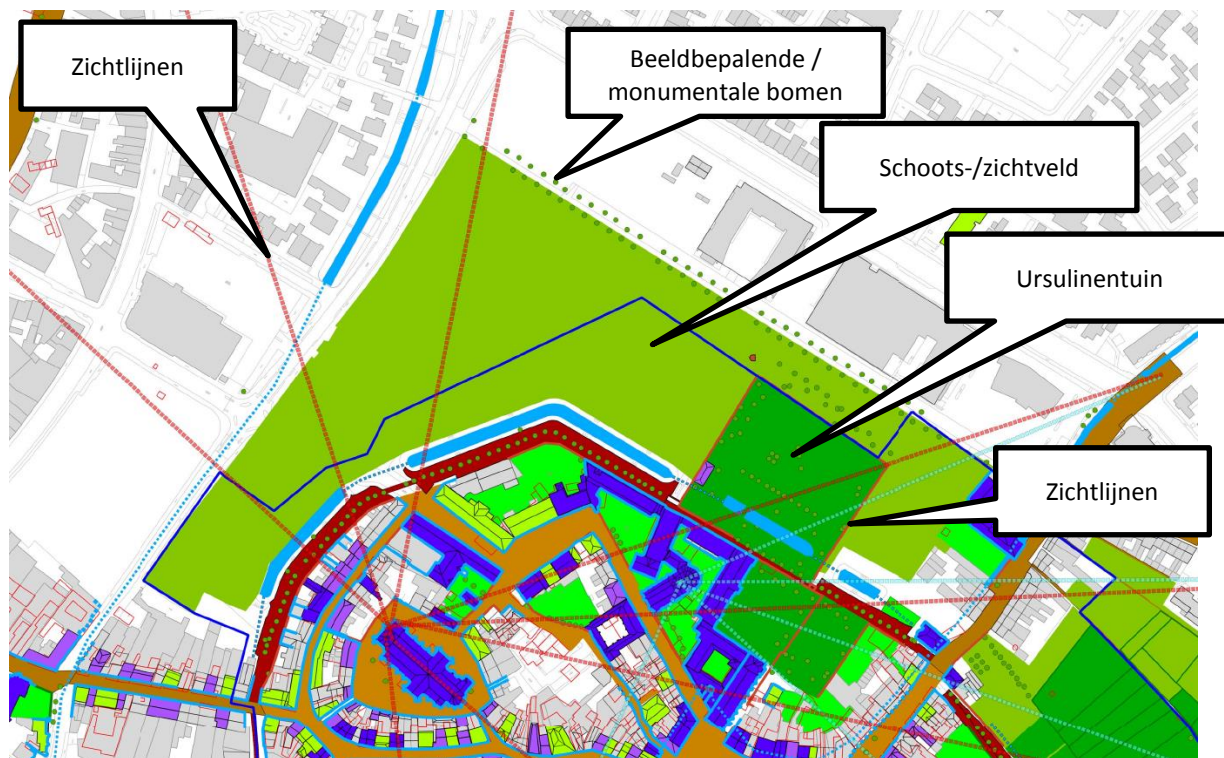 Zichtlijnen
Beeldbepalende /
monumentale bomen
Schoots-/zichtveld
Ursulinentuin
Zichtlijnen